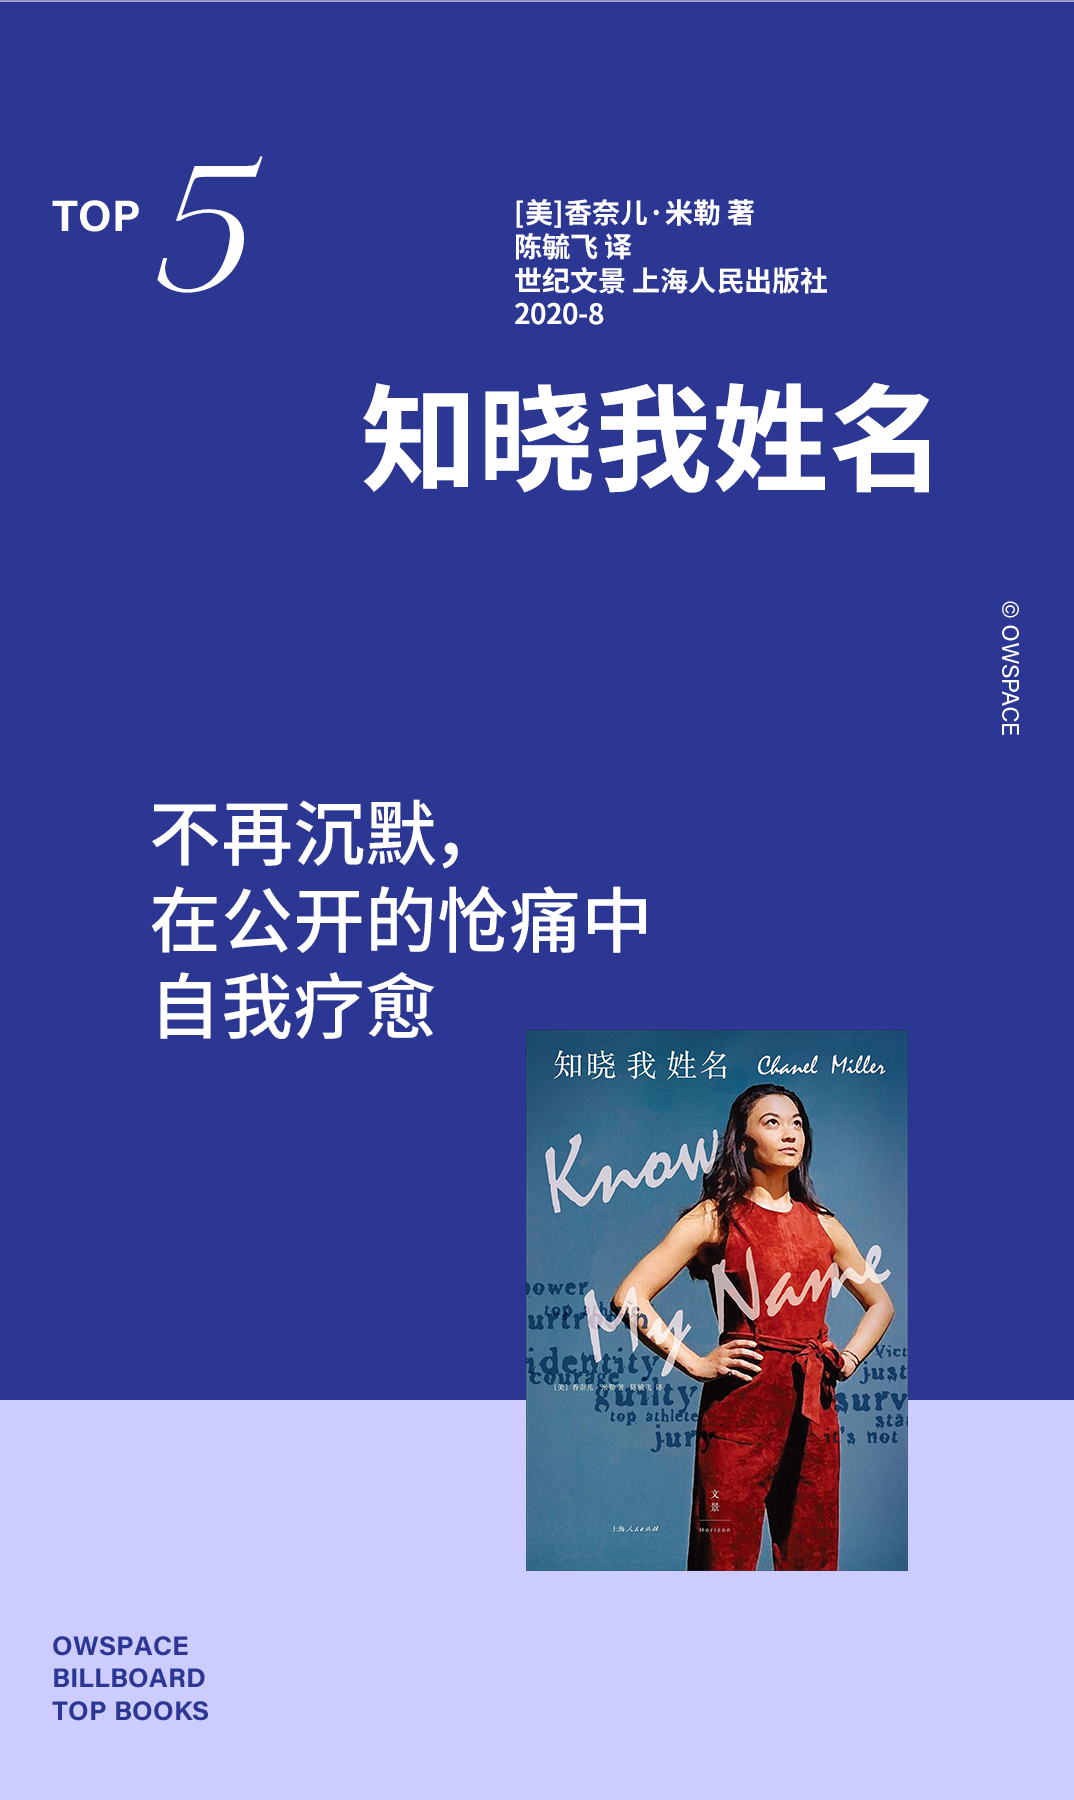 TOP 5
[美]香奈儿·米勒 著
陈毓飞 译
世纪文景 上海人民出版社
2020-8
知晓我姓名
© OWSPACE
不再沉默，
在公开的怆痛中
自我疗愈
知晓我姓名 Chanel Miller
Know
My Name
power
top athlete
identity
courage
[美] 香奈儿·米勒 著 陈毓飞 译
guilty
top athlete
jury
Vict
just
surv
sta
it's not
文景
Horizon
上海人民出版社
OWSPACE
BILLBOARD
TOP BOOKS